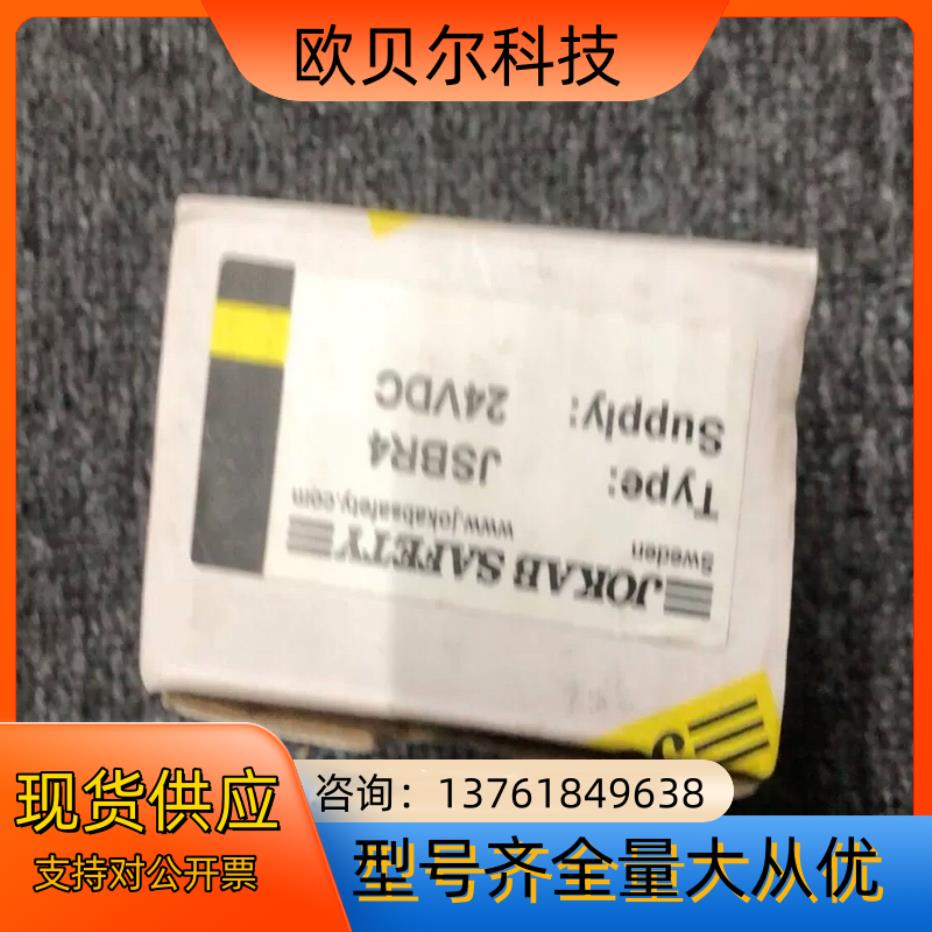 欧贝尔科技
JOKAB SAFETY
Sweden
www.jokabsafety.com
Type: JSBR4
Supply: 24VDC
咨询：13761849638
现货供应
支持对公开票
型号齐全量大从优